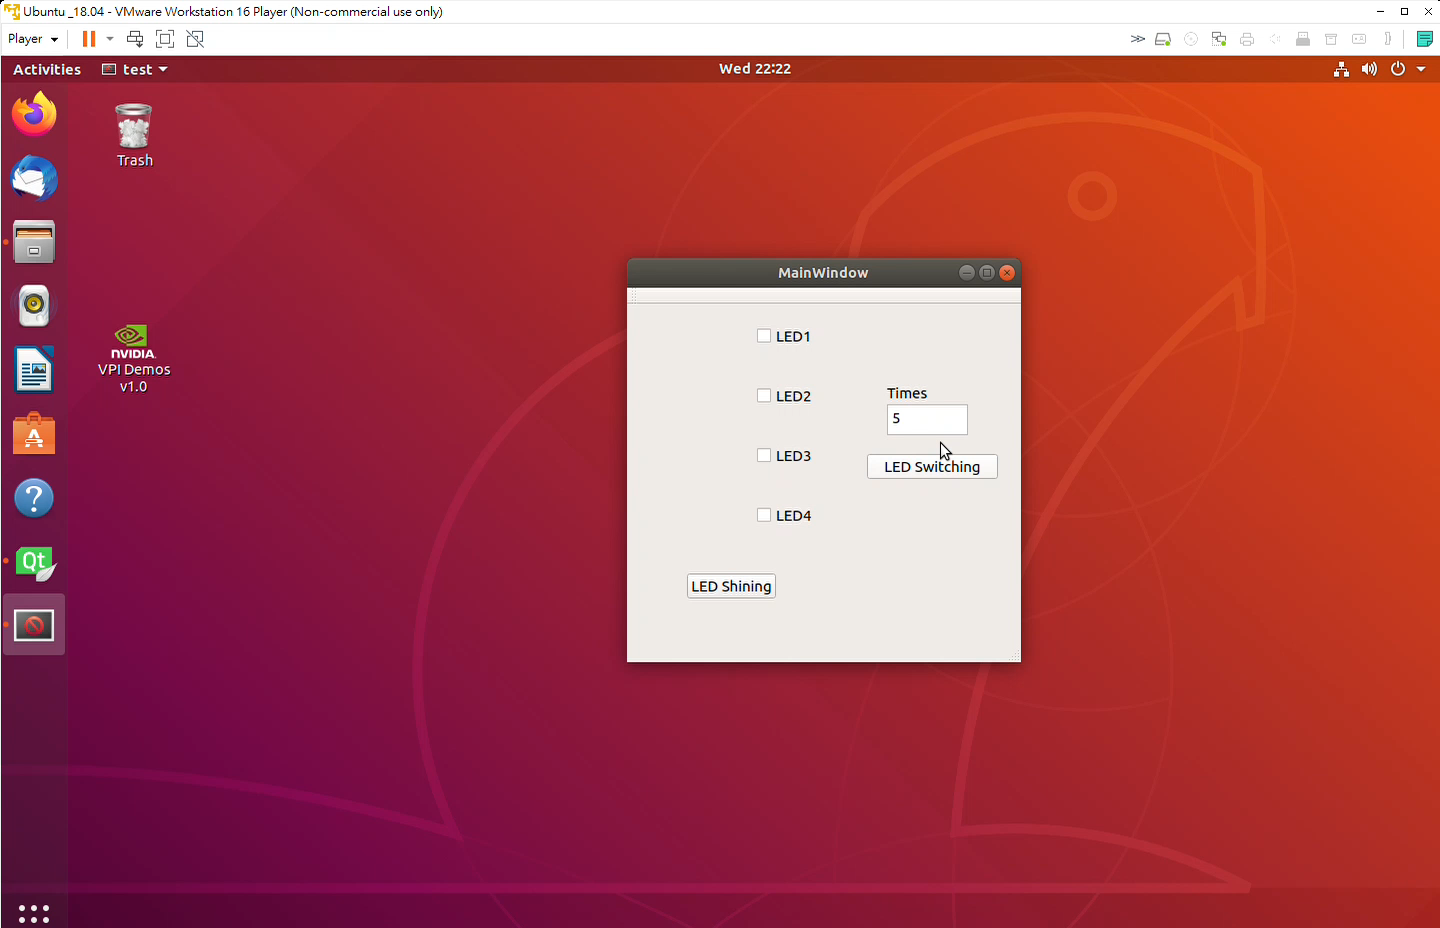 Ubuntu _18.04 - VMware Workstation 16 Player (Non-commercial use only)
Player
Activities
test
Wed 22:22
Trash
NVIDIA.
VPI Demos
v1.0
MainWindow
LED1
LED2
Times
5
LED3
LED Switching
LED4
LED Shining
A
?
Qt